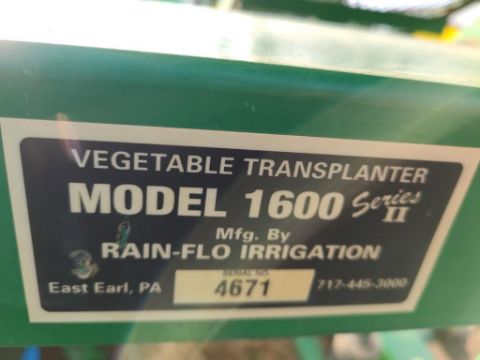 VEGETABLE TRANSPLANTER
MODEL 1600 Series II
Mfg. By
RAIN-FLO IRRIGATION
SERIAL NO.
East Earl, PA 4671 717-445-3000